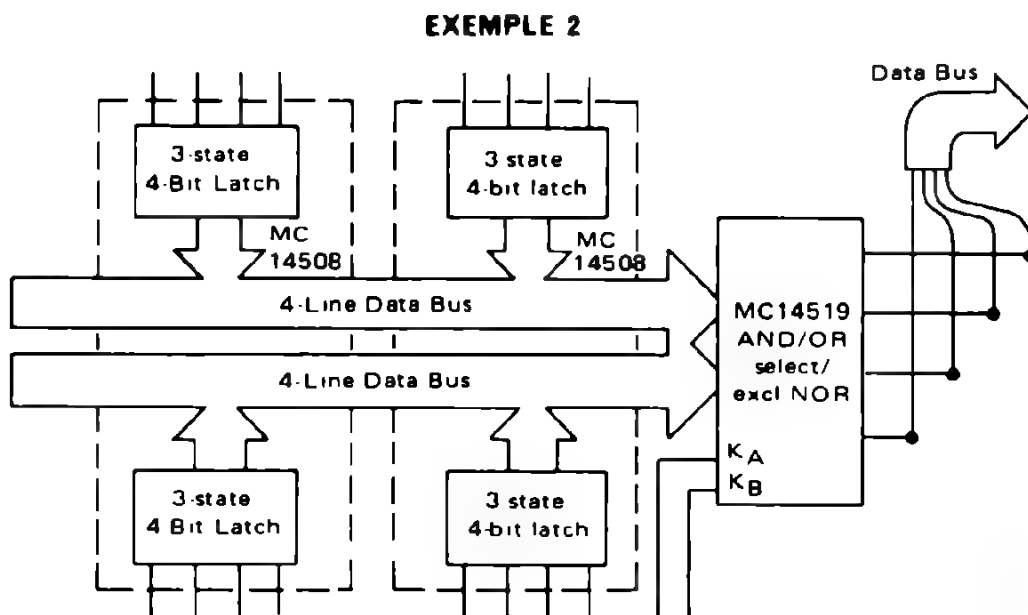 EXEMPLE 2
Data Bus
3-state
4-Bit Latch
3 state
4-bit latch
MC
14508
MC
14508
4-Line Data Bus
4-Line Data Bus
MC14519
AND/OR
select/
excl NOR
KA
KB
3-state
4 Bit Latch
3 state
4-bit latch